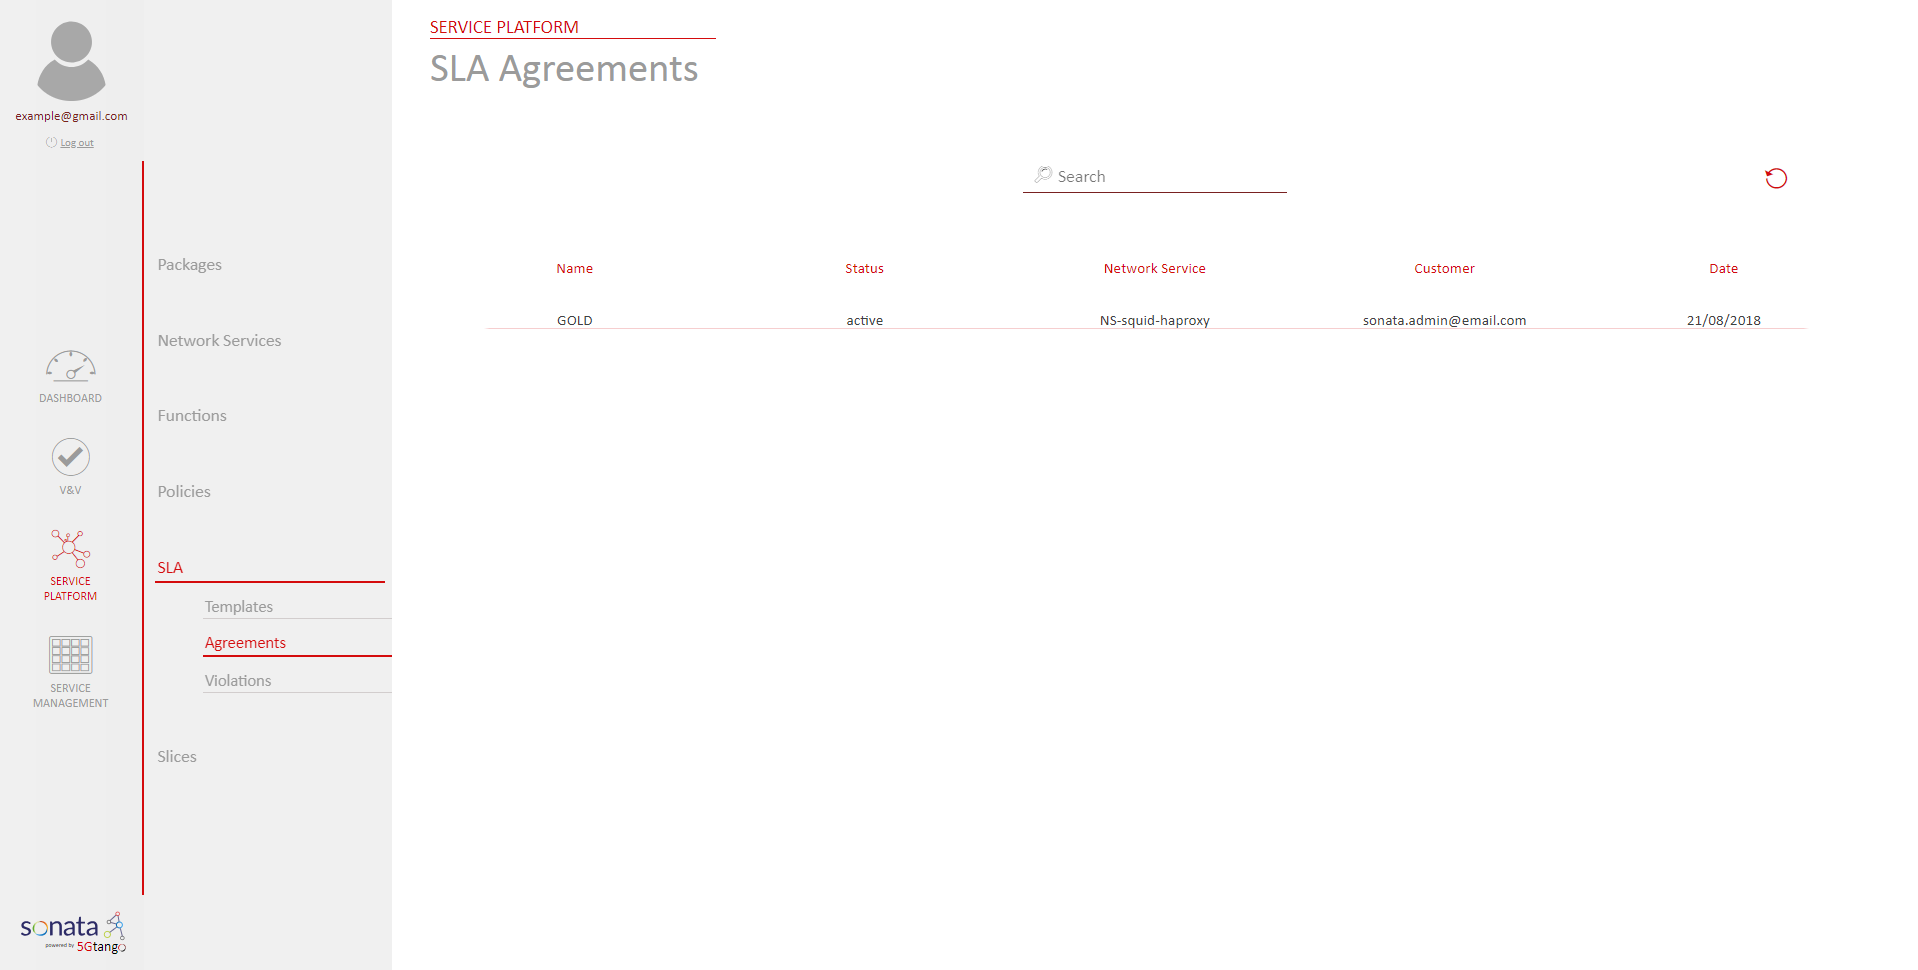 example@gmail.com
Log out
DASHBOARD
V&V
SERVICE
PLATFORM
SERVICE
MANAGEMENT
sonata
powered by 5Gtango
Packages
Network Services
Functions
Policies
SLA
Templates
Agreements
Violations
Slices
SERVICE PLATFORM
SLA Agreements
Search
Name Status Network Service Customer Date
GOLD active NS-squid-haproxy sonata.admin@email.com 21/08/2018